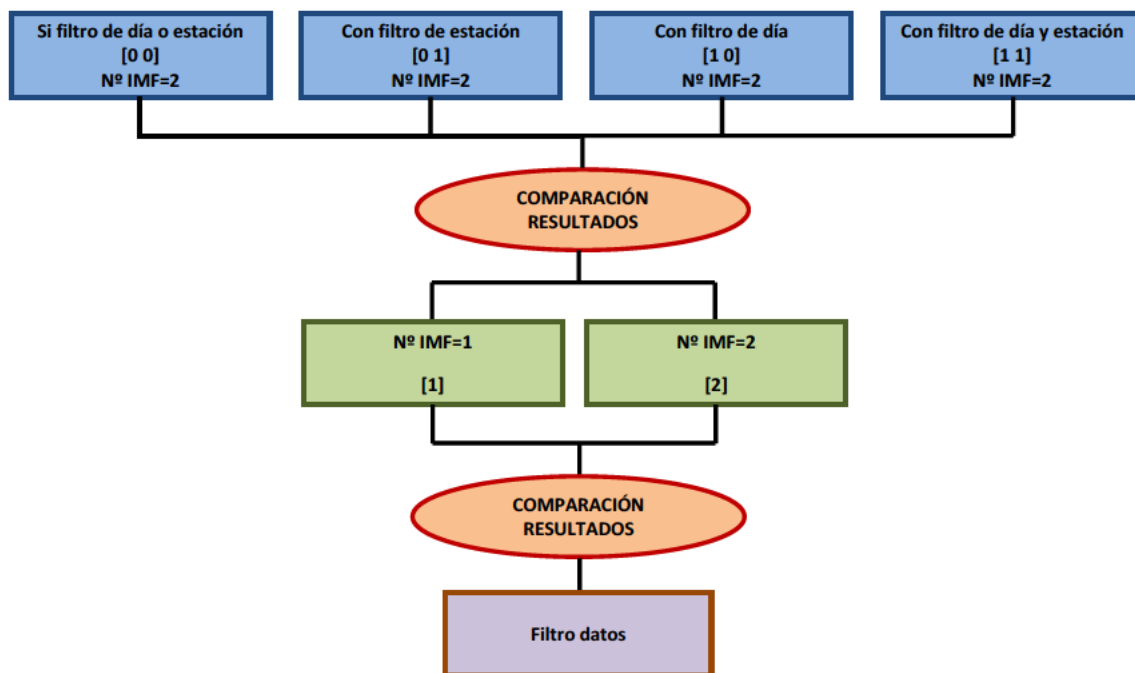 Si filtro de día o estación
[0 0]
Nº IMF=2
Con filtro de estación
[0 1]
Nº IMF=2
Con filtro de día
[1 0]
Nº IMF=2
Con filtro de día y estación
[1 1]
Nº IMF=2
COMPARACIÓN
RESULTADOS
Nº IMF=1
[1]
Nº IMF=2
[2]
COMPARACIÓN
RESULTADOS
Filtro datos